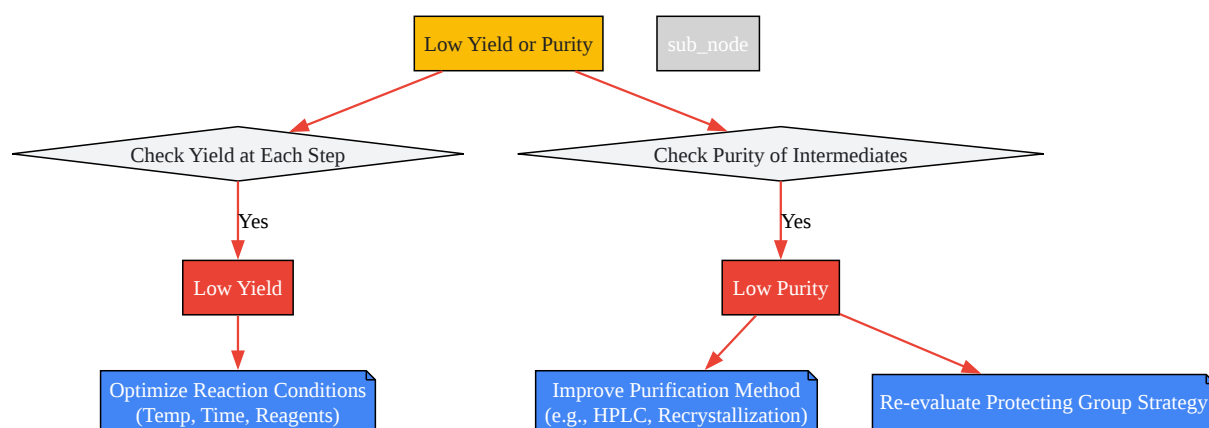 Low Yield or Purity
sub_node
Check Yield at Each Step
Check Purity of Intermediates
Yes
Yes
Low Yield
Low Purity
Optimize Reaction Conditions
(Temp, Time, Reagents)
Improve Purification Method
(e.g., HPLC, Recrystallization)
Re-evaluate Protecting Group Strategy